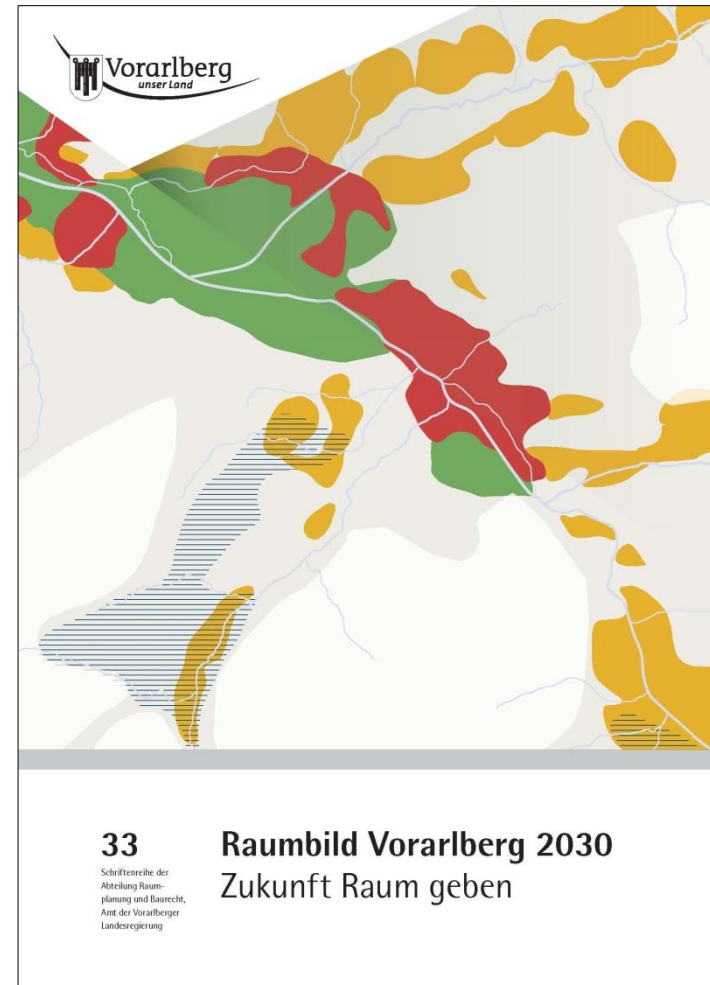 Vorarlberg
unser Land
33
Schriftenreihe der
Abteilung Raum-
planung und Baurecht,
Amt der Vorarlberger
Landesregierung
Raumbild Vorarlberg 2030
Zukunft Raum geben